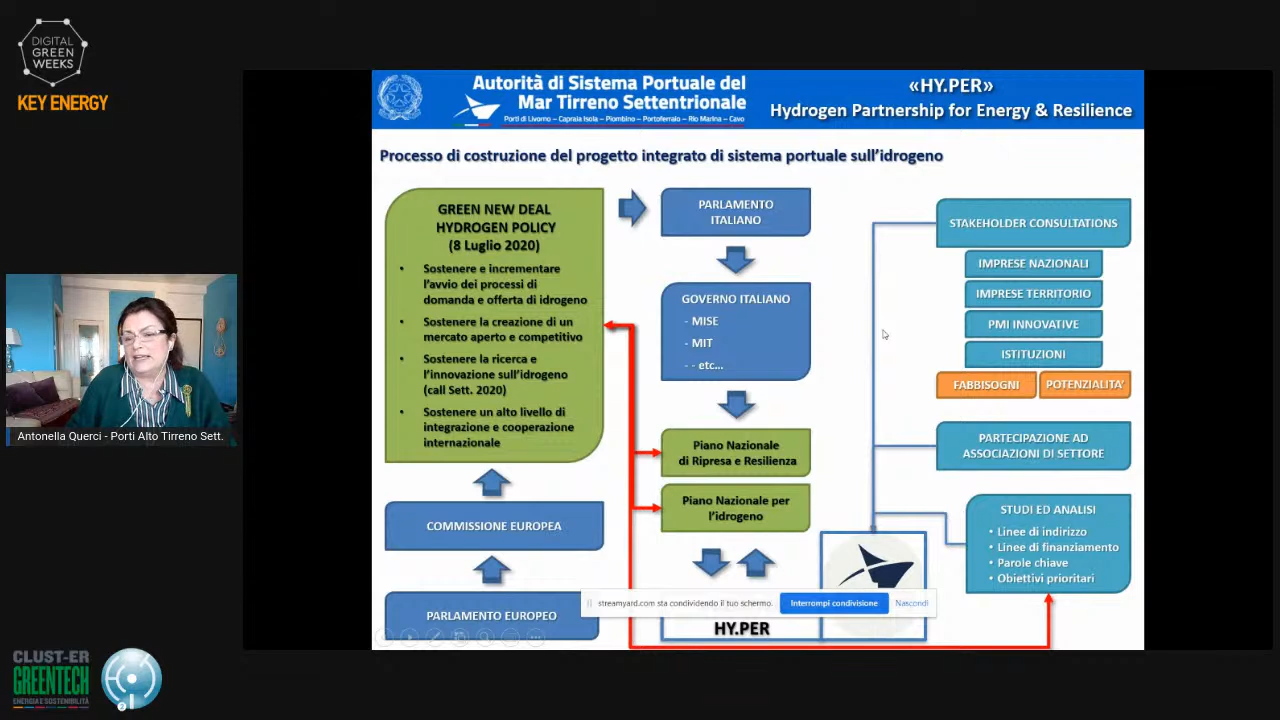 DIGITAL
GREEN
WEEKS
KEY ENERGY
Autorità di Sistema Portuale del
Mar Tirreno Settentrionale
Porti di Livorno – Capraia Isola – Piombino – Portoferraio – Rio Marina – Cavo
«HY.PER»
Hydrogen Partnership for Energy & Resilience
Processo di costruzione del progetto integrato di sistema portuale sull'idrogeno
GREEN NEW DEAL
HYDROGEN POLICY
(8 Luglio 2020)
• Sostenere e incrementare
l'avvio dei processi di
domanda e offerta di idrogeno
• Sostenere la creazione di un
mercato aperto e competitivo
• Sostenere la ricerca e
l'innovazione sull'idrogeno
(call Sett. 2020)
• Sostenere un alto livello di
integrazione e cooperazione
internazionale
COMMISSIONE EUROPEA
PARLAMENTO EUROPEO
PARLAMENTO
ITALIANO
GOVERNO ITALIANO
- MISE
- MIT
- - etc...
Piano Nazionale
di Ripresa e Resilienza
Piano Nazionale per
l'idrogeno
HY.PER
STAKEHOLDER CONSULTATIONS
IMPRESE NAZIONALI
IMPRESE TERRITORIO
PMI INNOVATIVE
ISTITUZIONI
FABBISOGNI
POTENZIALITA'
PARTECIPAZIONE AD
ASSOCIAZIONI DI SETTORE
STUDI ED ANALISI
• Linee di indirizzo
• Linee di finanziamento
• Parole chiave
• Obiettivi prioritari
streamyard.com sta condividendo il tuo schermo.
Interrompi condivisione
Nascondi
Antonella Querci - Porti Alto Tirreno Sett.
CLUST-ER
GREENTECH
ENERGIA E SOSTENIBILITÀ
2